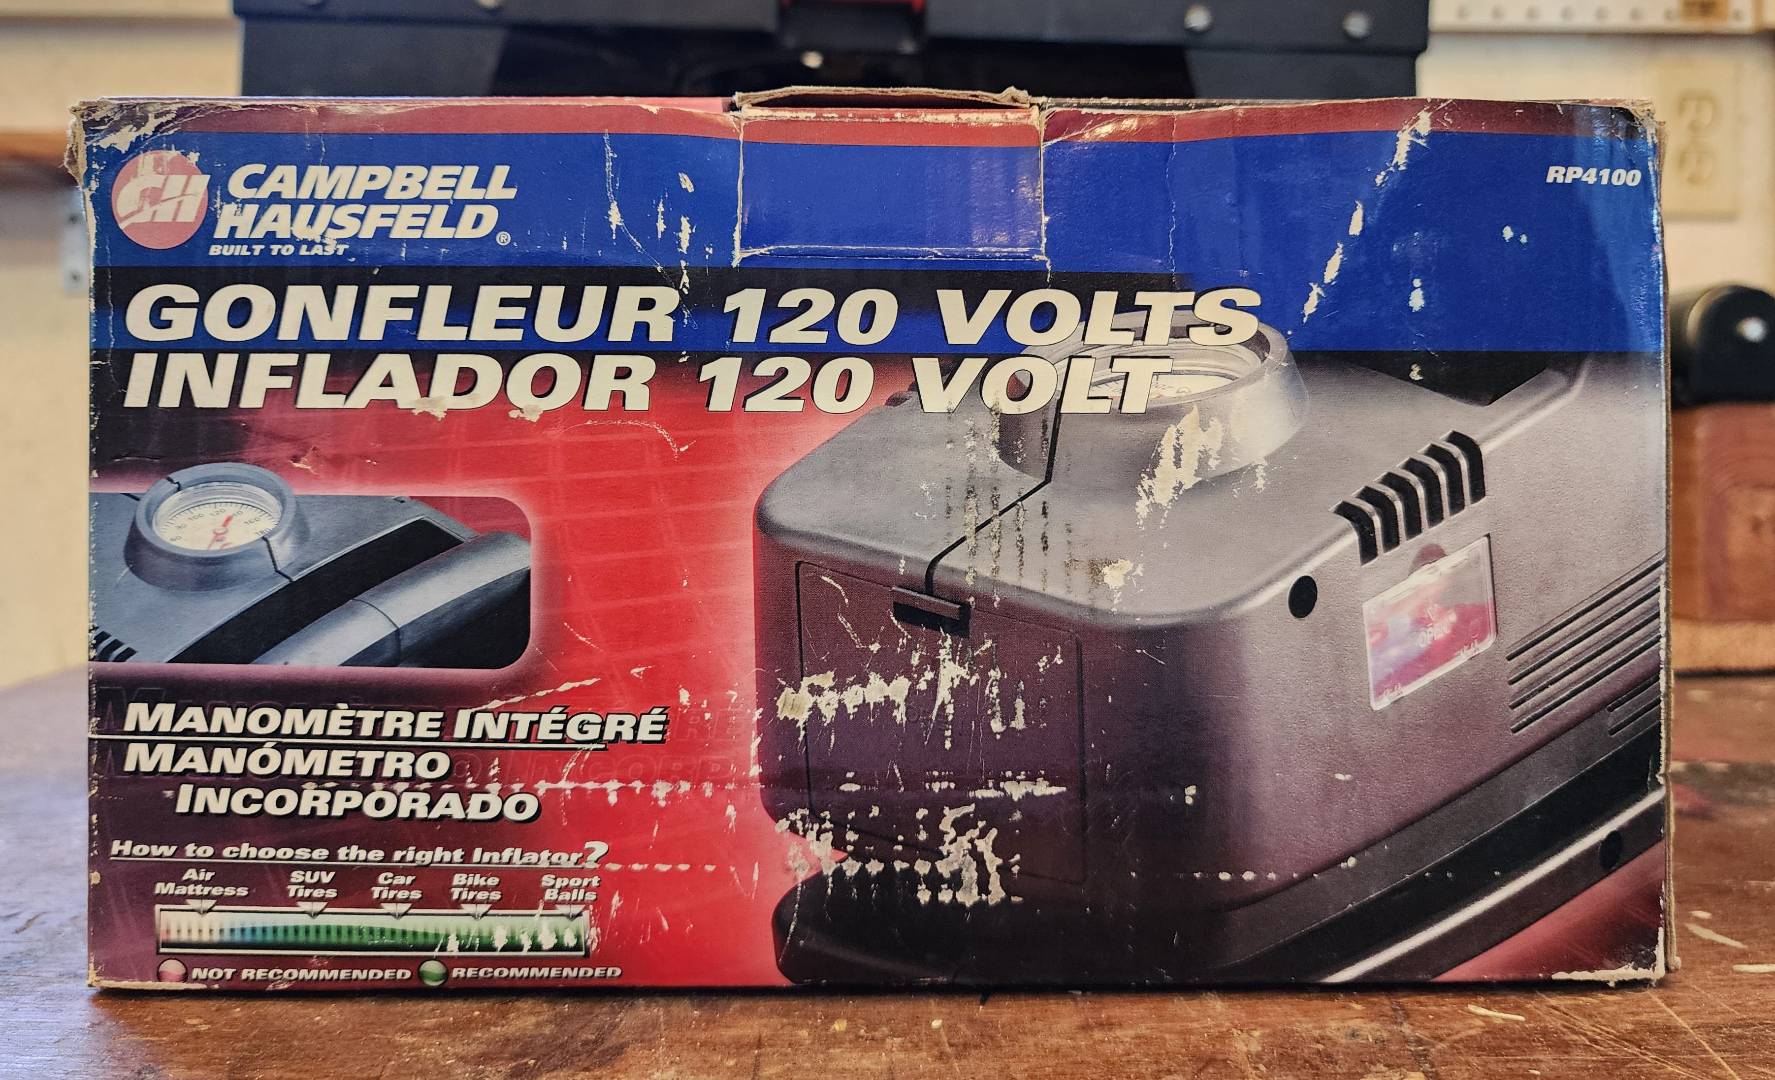 CH CAMPBELL
HAUSFELD®
BUILT TO LAST
RP4100
GONFLEUR 120 VOLTS
INFLADOR 120 VOLT
MANOMÈTRE INTÉGRÉ
MANÓMETRO
INCORPORADO
How to choose the right Inflator?
Air Mattress
SUV Tires
Car Tires
Bike Tires
Sport Balls
NOT RECOMMENDED
RECOMMENDED